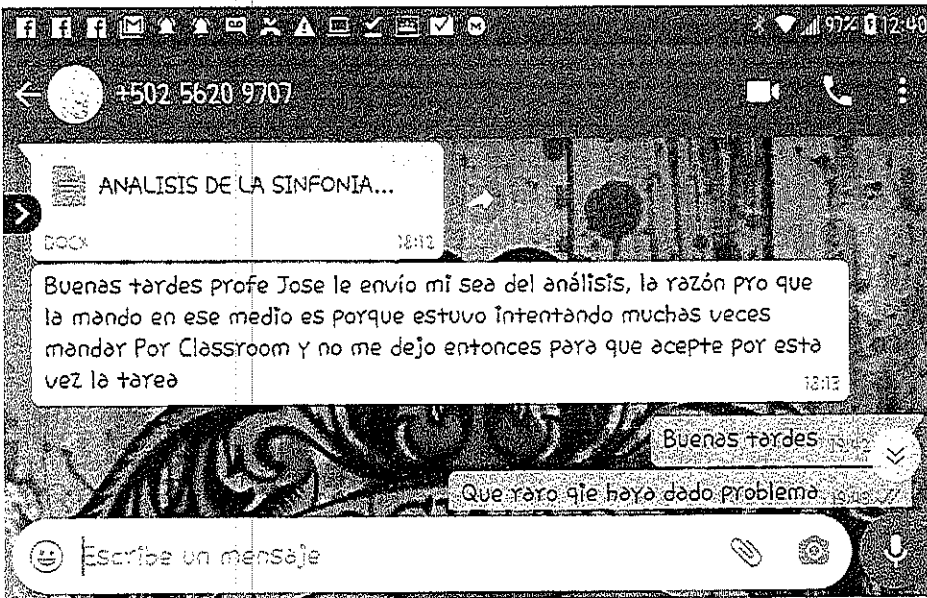 97% 12:40
+502 5620 9707
ANALISIS DE LA SINFONIA...
DOCX 18:12
Buenas tardes profe Jose le envío mi sea del análisis, la razón pro que
la mando en ese medio es porque estuvo intentando muchas veces
mandar Por Classroom y no me dejo entonces para que acepte por esta
vez la tarea
18:13
Buenas tardes
Que raro qie haya dado problema
Escribe un mensaje